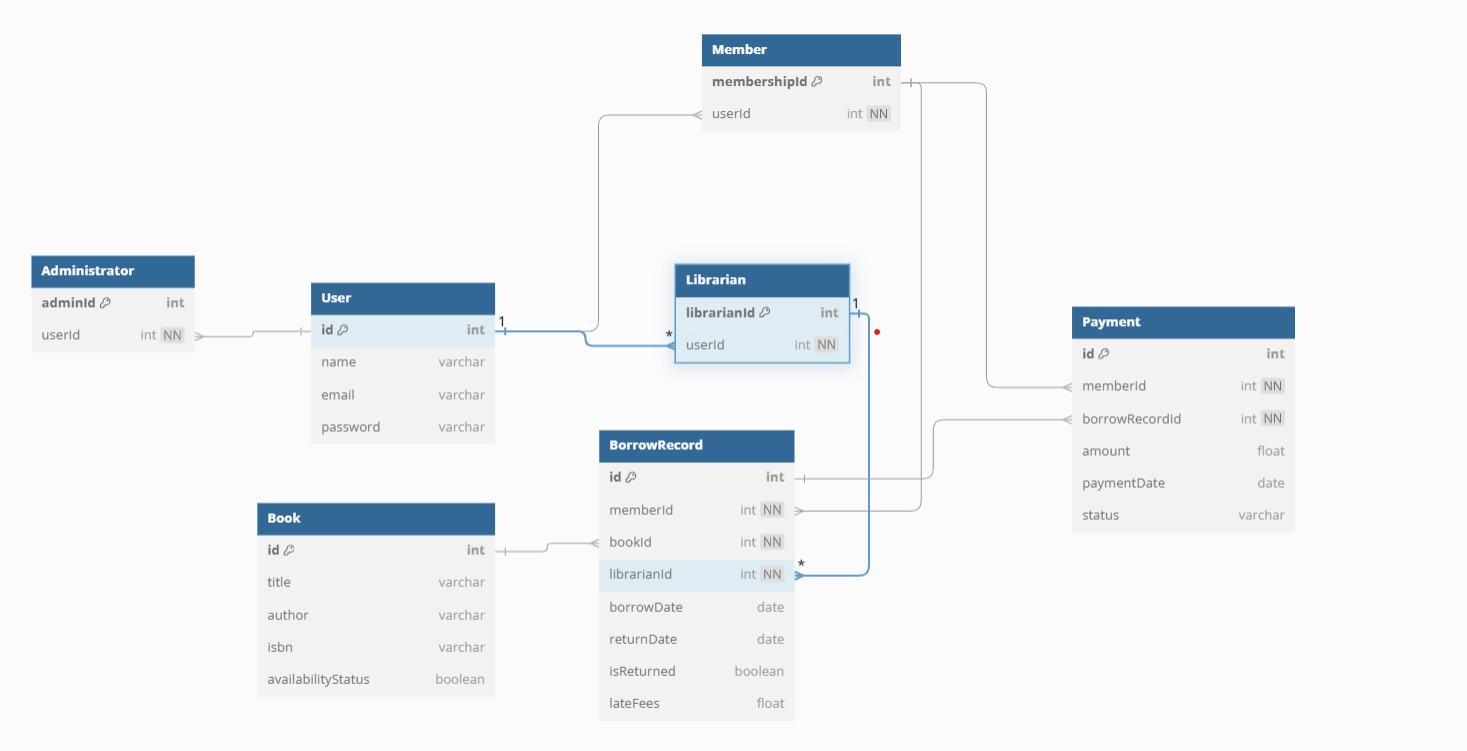 Member
membershipId int
userId int NN
Administrator
adminId int
userId int NN
User
id int 1
name varchar
email varchar
password varchar
Librarian
librarianId int 1
* userId int NN
Payment
id int
memberId int NN
borrowRecordId int NN
amount float
paymentDate date
status varchar
BorrowRecord
id int
memberId int NN
bookId int NN
librarianId int NN *
borrowDate date
returnDate date
isReturned boolean
lateFees float
Book
id int
title varchar
author varchar
isbn varchar
availabilityStatus boolean